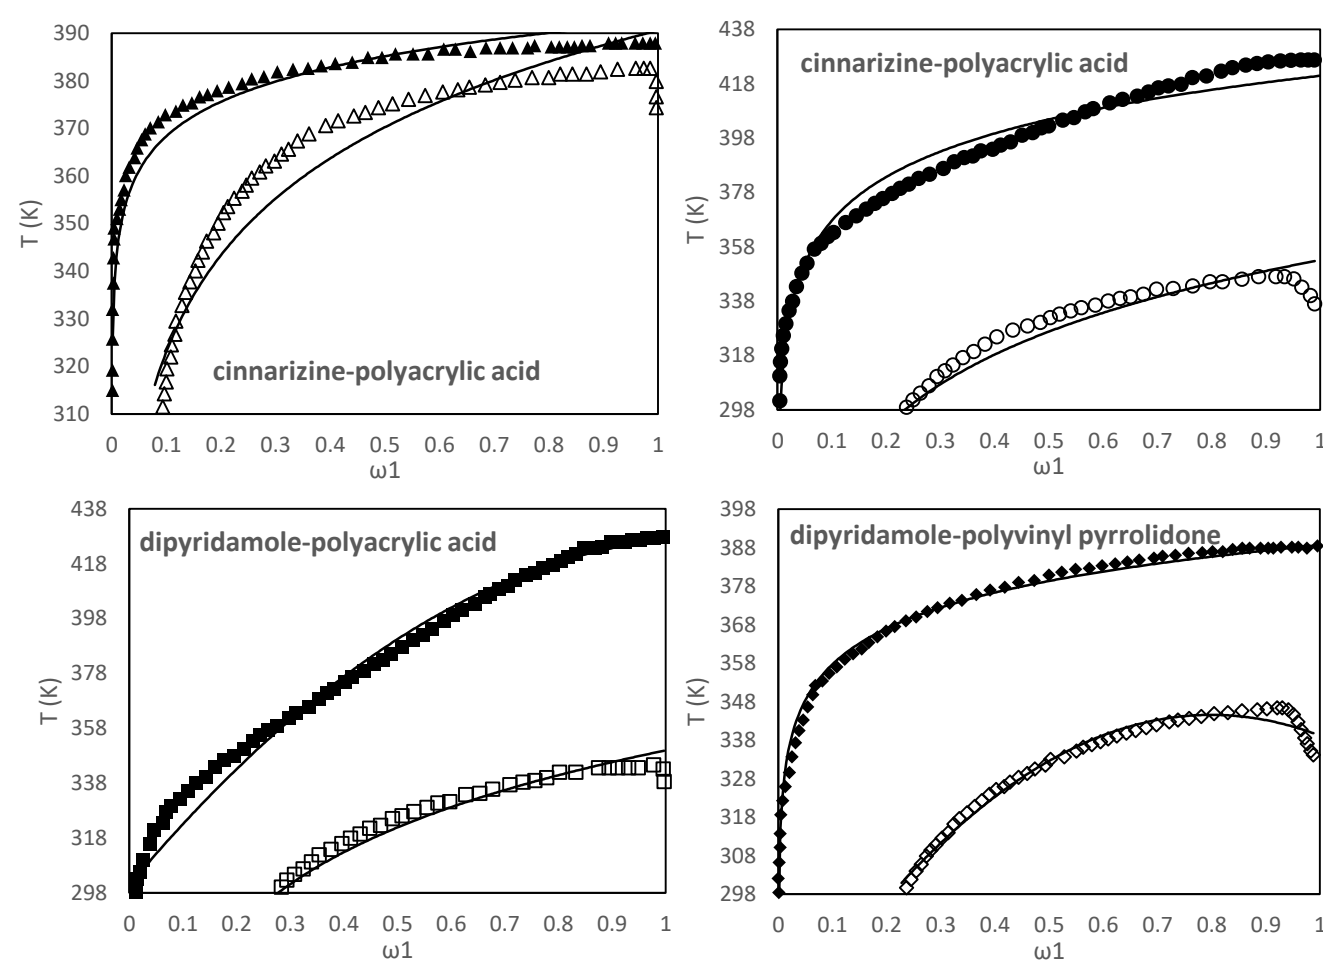 390
380
370
360
350
340
330
320
310
T (K)
cinnarizine-polyacrylic acid
0 0.1 0.2 0.3 0.4 0.5 0.6 0.7 0.8 0.9 1
ω1
438
418
398
378
358
338
318
298
T (K)
cinnarizine-polyacrylic acid
0 0.1 0.2 0.3 0.4 0.5 0.6 0.7 0.8 0.9 1
ω1
438
418
398
378
358
338
318
298
T (K)
dipyridamole-polyacrylic acid
0 0.1 0.2 0.3 0.4 0.5 0.6 0.7 0.8 0.9 1
ω1
398
388
378
368
358
348
338
328
318
308
298
T (K)
dipyridamole-polyvinyl pyrrolidone
0 0.1 0.2 0.3 0.4 0.5 0.6 0.7 0.8 0.9 1
ω1